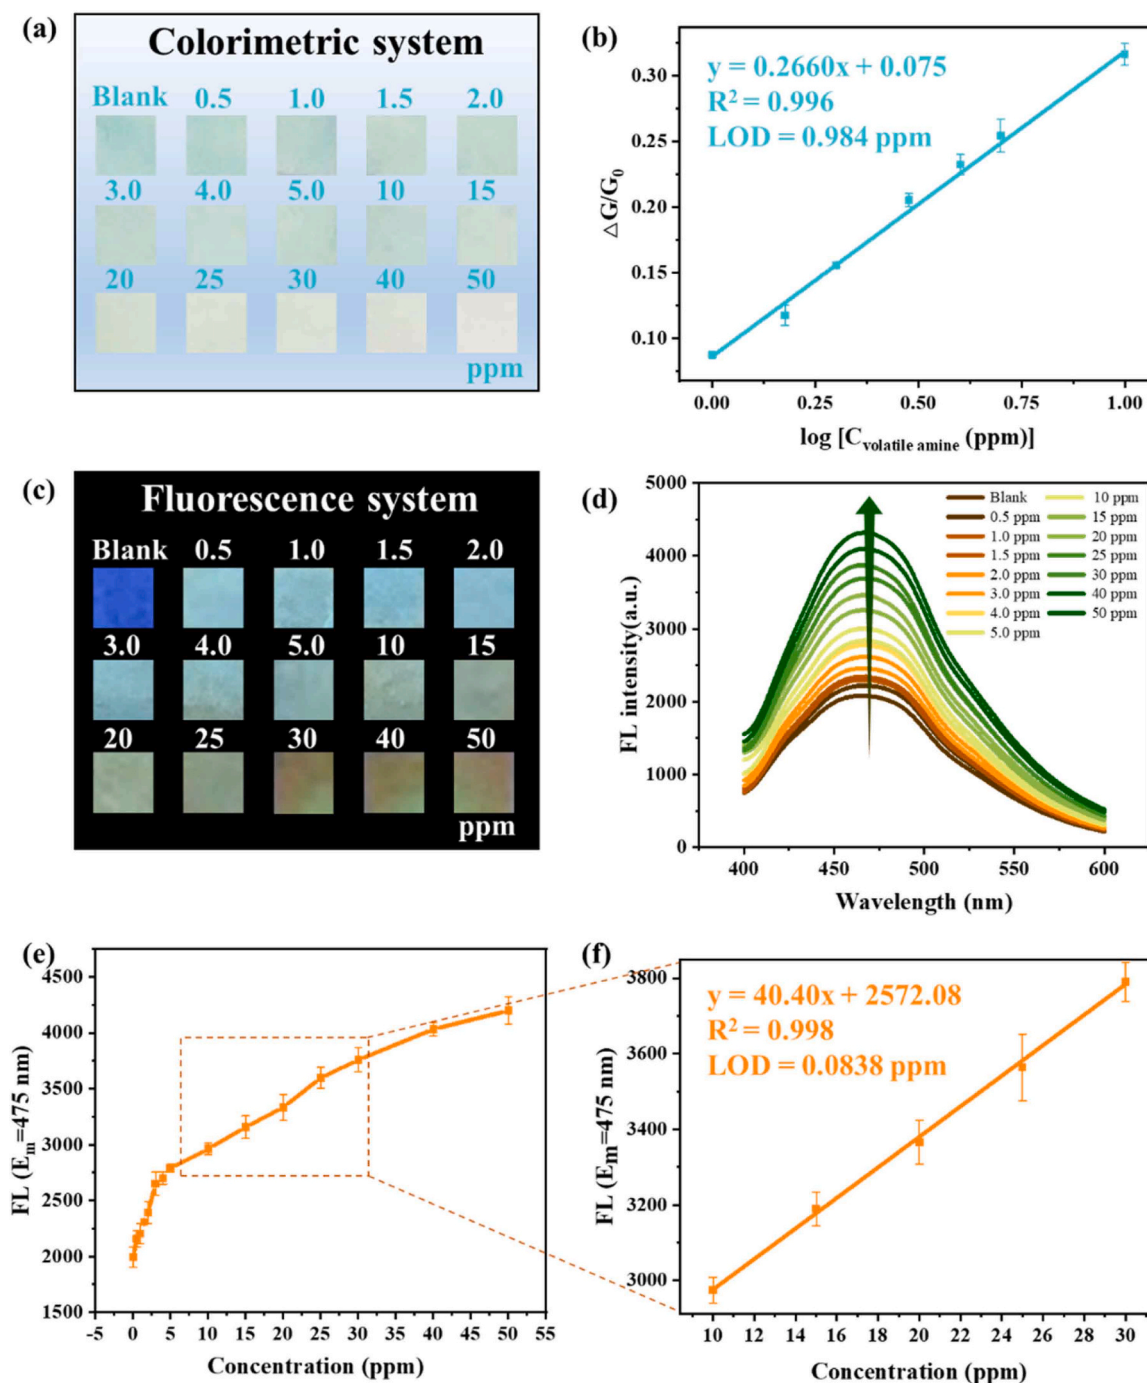 (a)
Colorimetric system
Blank 0.5 1.0 1.5 2.0
3.0 4.0 5.0 10 15
20 25 30 40 50
ppm
(b)
y = 0.2660x + 0.075
R² = 0.996
LOD = 0.984 ppm
△G/G₀
0.30
0.25
0.20
0.15
0.10
0.00 0.25 0.50 0.75 1.00
log [C volatile amine (ppm)]
(c)
Fluorescence system
Blank 0.5 1.0 1.5 2.0
3.0 4.0 5.0 10 15
20 25 30 40 50
ppm
(d)
FL intensity(a.u.)
5000
4000
3000
2000
1000
0
Blank 10 ppm
0.5 ppm 15 ppm
1.0 ppm 20 ppm
1.5 ppm 25 ppm
2.0 ppm 30 ppm
3.0 ppm 40 ppm
4.0 ppm 50 ppm
5.0 ppm
400 450 500 550 600
Wavelength (nm)
(e)
FL (Eₘ=475 nm)
4500
4000
3500
3000
2500
2000
1500
-5 0 5 10 15 20 25 30 35 40 45 50 55
Concentration (ppm)
(f)
y = 40.40x + 2572.08
R² = 0.998
LOD = 0.0838 ppm
FL (Em=475 nm)
3800
3600
3400
3200
3000
10 12 14 16 18 20 22 24 26 28 30
Concentration (ppm)